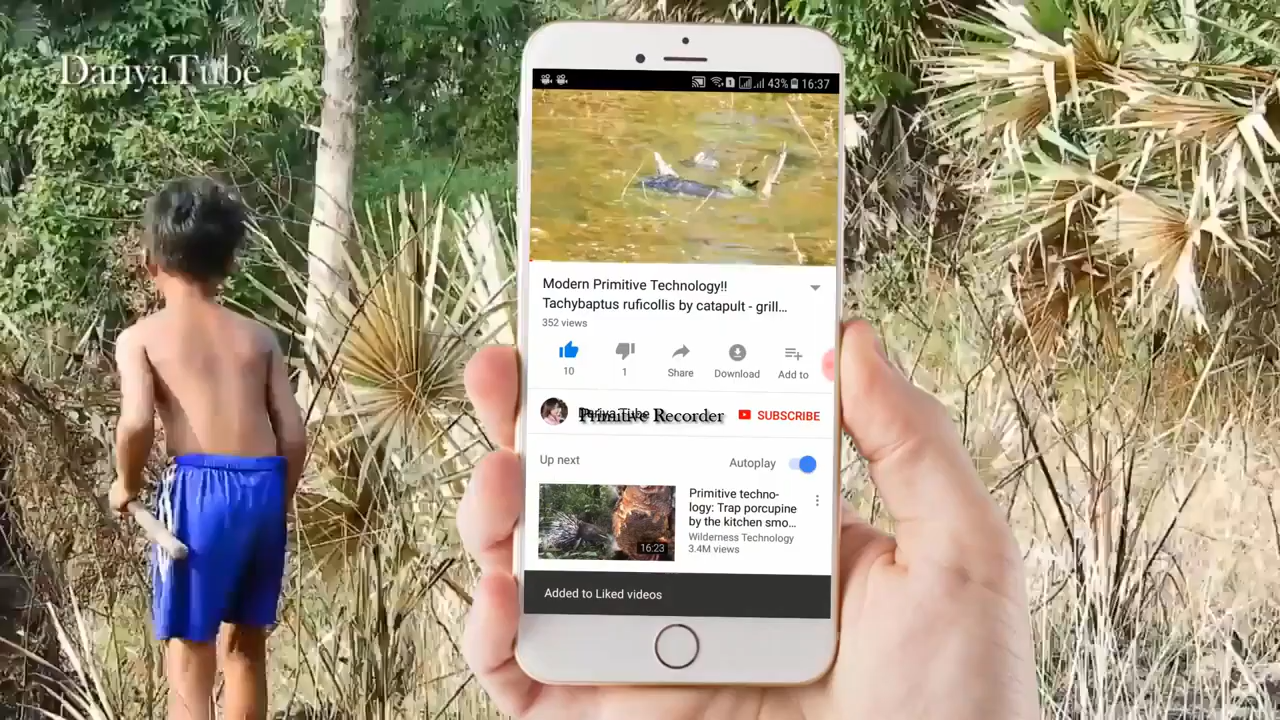 DariyaTube
43% 16:37
Modern Primitive Technology!!
Tachybaptus ruficollis by catapult - grill...
352 views
10
1
Share
Download
Add to
Dariya Tube
Primitive Recorder
SUBSCRIBE
Up next
Autoplay
Primitive techno-
logy: Trap porcupine
by the kitchen smo...
Wilderness Technology
3.4M views
16:23
Added to Liked videos